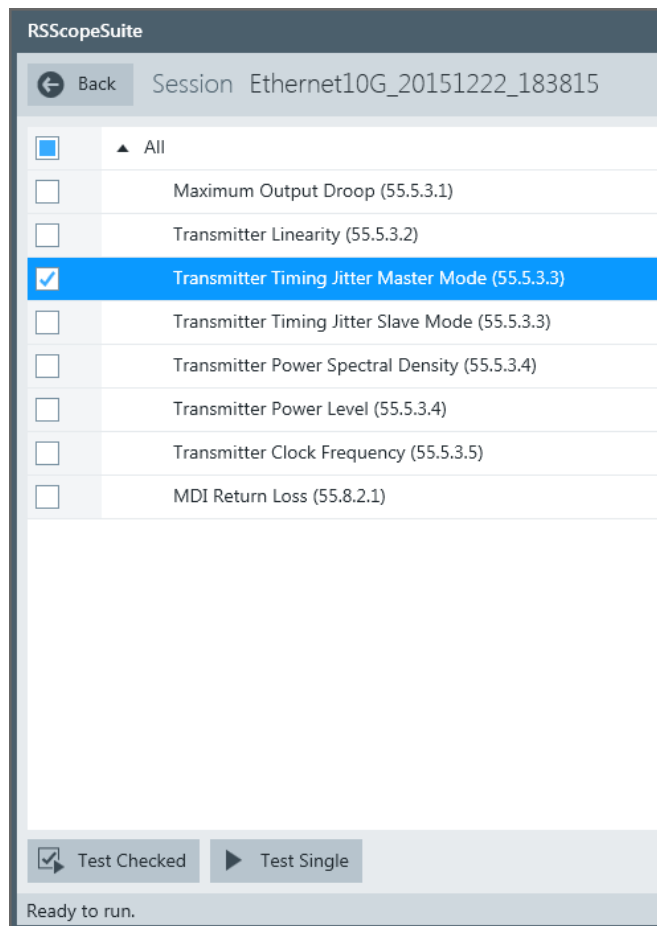 RSScopeSuite
Back Session Ethernet10G_20151222_183815
All
Maximum Output Droop (55.5.3.1)
Transmitter Linearity (55.5.3.2)
Transmitter Timing Jitter Master Mode (55.5.3.3)
Transmitter Timing Jitter Slave Mode (55.5.3.3)
Transmitter Power Spectral Density (55.5.3.4)
Transmitter Power Level (55.5.3.4)
Transmitter Clock Frequency (55.5.3.5)
MDI Return Loss (55.8.2.1)
Test Checked Test Single
Ready to run.